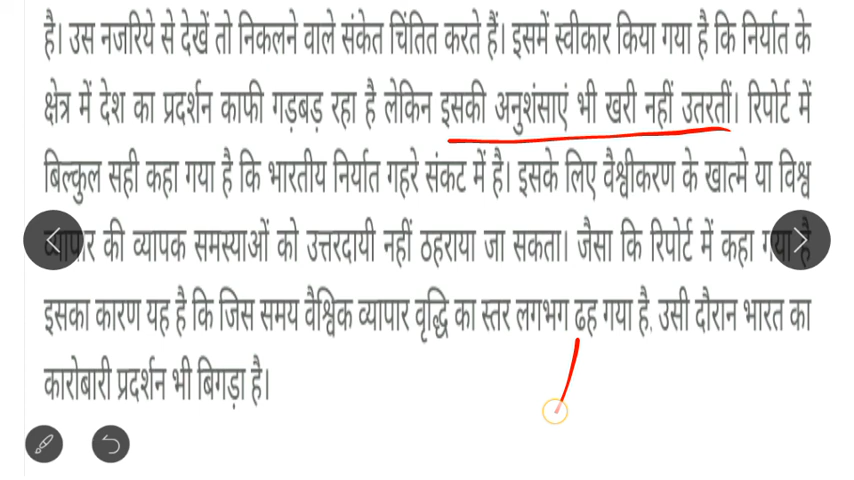 है। उस नजरिये से देखें तो निकलने वाले संकेत चिंतित करते हैं। इसमें स्वीकार किया गया है कि निर्यात के
क्षेत्र में देश का प्रदर्शन काफी गड़बड़ रहा है लेकिन इसकी अनुशंसाएं भी खरी नहीं उतरतीं। रिपोर्ट में
बिल्कुल सही कहा गया है कि भारतीय निर्यात गहरे संकट में है। इसके लिए वैश्वीकरण के खात्मे या विश्व
व्यापार की व्यापक समस्याओं को उत्तरदायी नहीं ठहराया जा सकता। जैसा कि रिपोर्ट में कहा गया है
इसका कारण यह है कि जिस समय वैश्विक व्यापार वृद्धि का स्तर लगभग ढह गया है, उसी दौरान भारत का
कारोबारी प्रदर्शन भी बिगड़ा है।